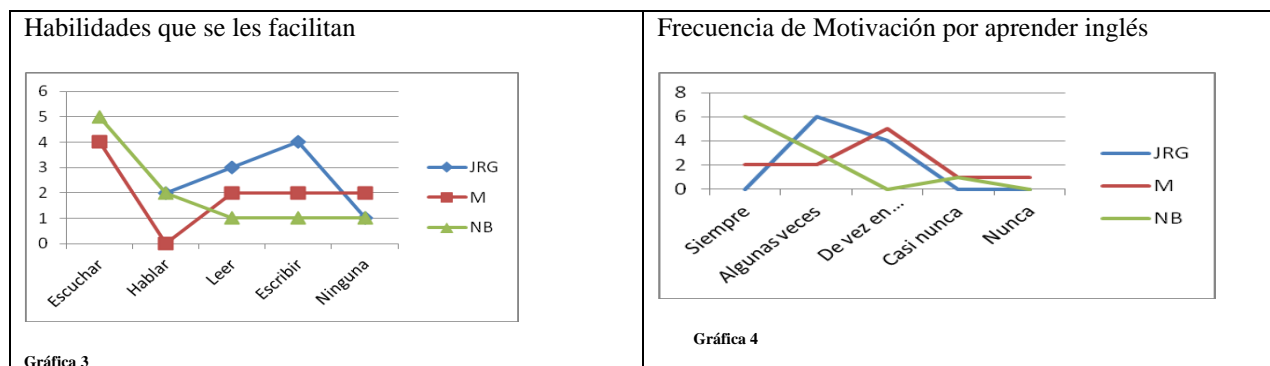 Habilidades que se les facilitan
6
5
4
3
2
1
0
Escuchar
Hablar
Leer
Escribir
Ninguna
JRG
M
NB
Gráfica 3
Frecuencia de Motivación por aprender inglés
8
6
4
2
0
Siempre
Algunas veces
De vez en...
Casi nunca
Nunca
JRG
M
NB
Gráfica 4